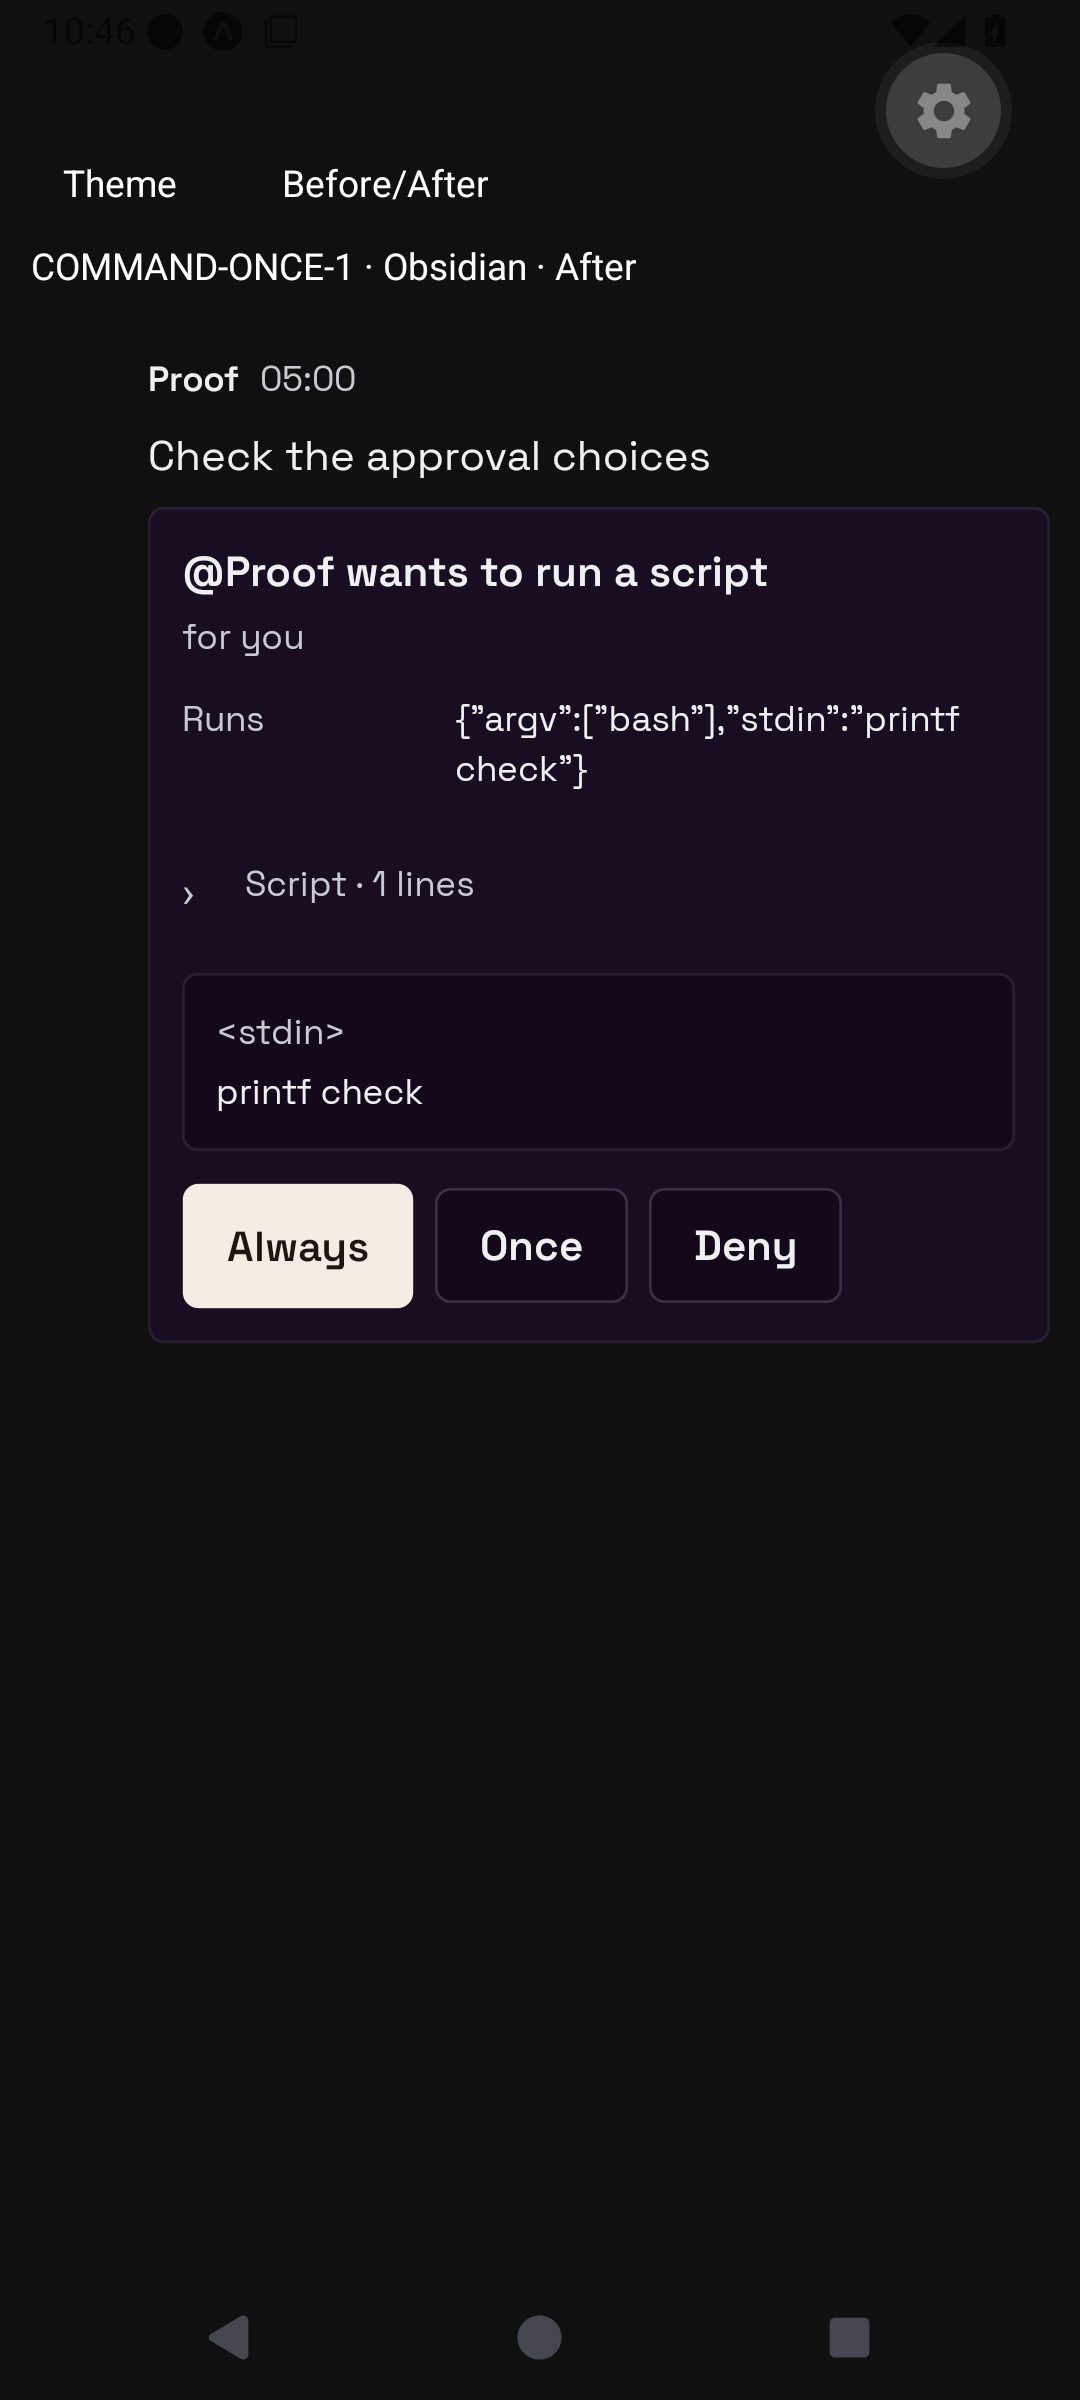 10:46
Theme Before/After
COMMAND-ONCE-1 · Obsidian · After
Proof 05:00
Check the approval choices
@Proof wants to run a script
for you
Runs {"argv":["bash"],"stdin":"printf
check"}
› Script · 1 lines
<stdin>
printf check
Always Once Deny